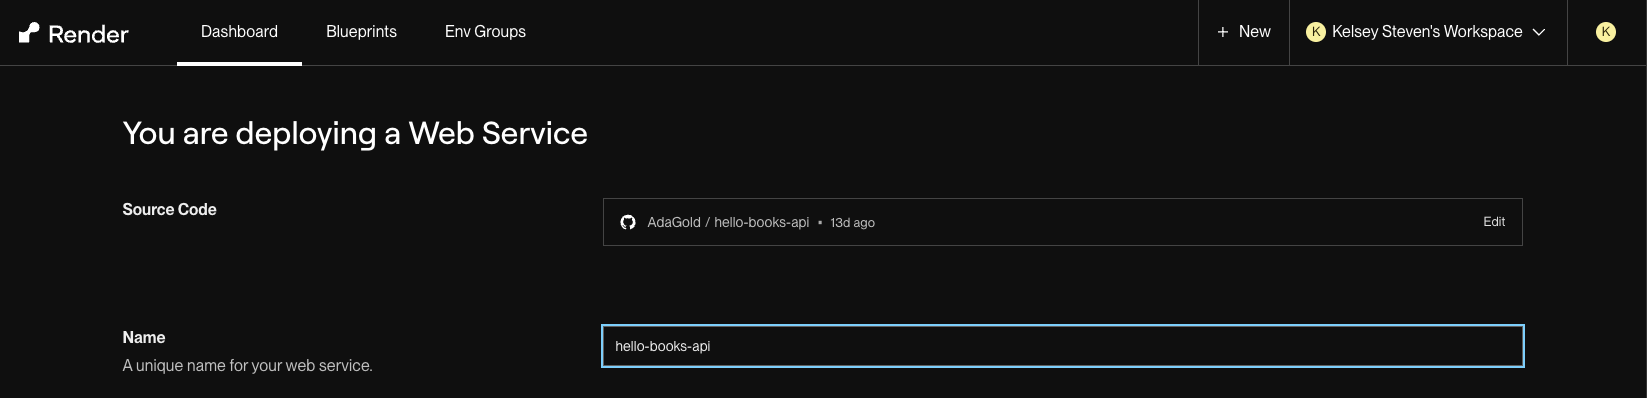 Render Dashboard Blueprints Env Groups + New K Kelsey Steven's Workspace K
You are deploying a Web Service
Source Code
AdaGold / hello-books-api • 13d ago Edit
Name
hello-books-api
A unique name for your web service.